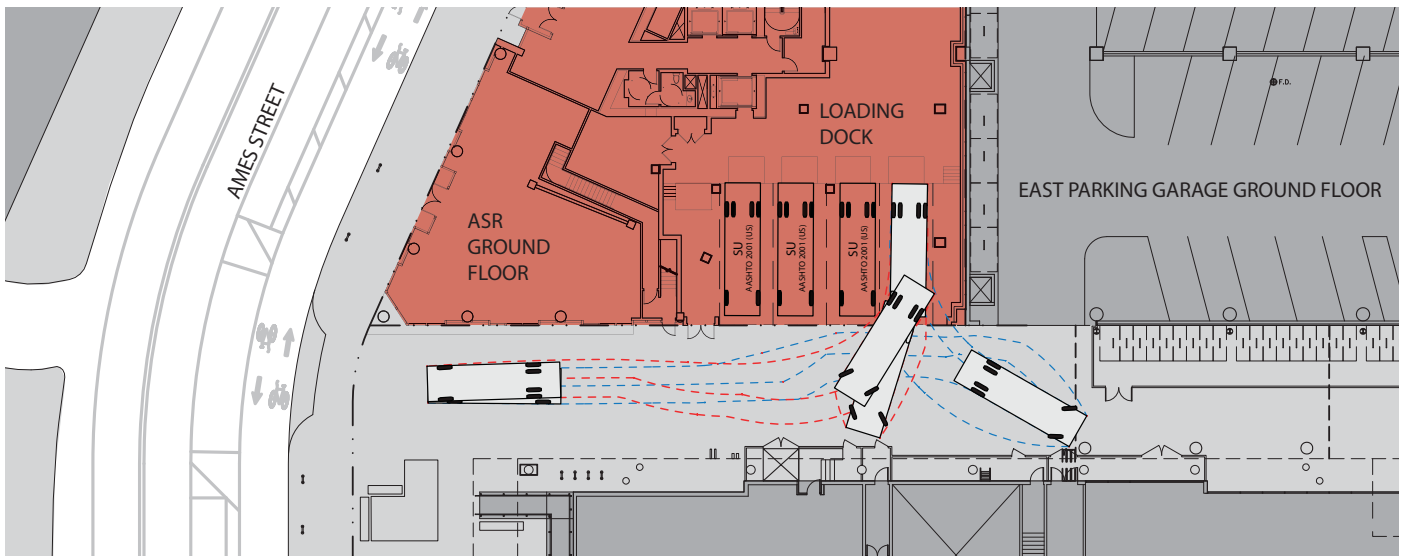 AMES STREET
ASR
GROUND
FLOOR
LOADING
DOCK
SU
AASHTO 2001 (US)
SU
AASHTO 2001 (US)
SU
AASHTO 2001 (US)
F.D.
EAST PARKING GARAGE GROUND FLOOR